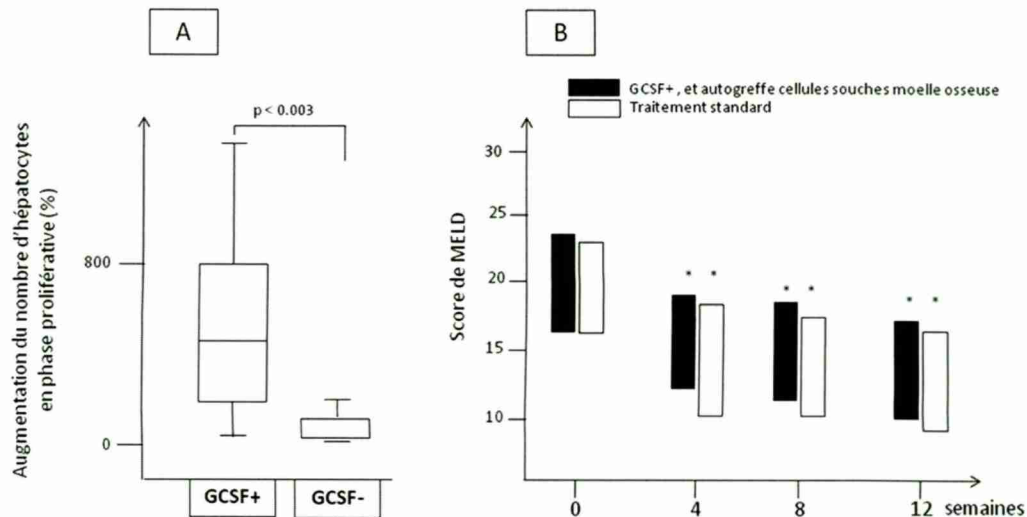 A
p < 0.003
Augmentation du nombre d'hépatocytes
en phase proliférative (%)
800
0
GCSF+
GCSF-
B
GCSF+, et autogreffe cellules souches moelle osseuse
Traitement standard
Score de MELD
30
25
20
15
10
* *
* *
* *
0
4
8
12
semaines